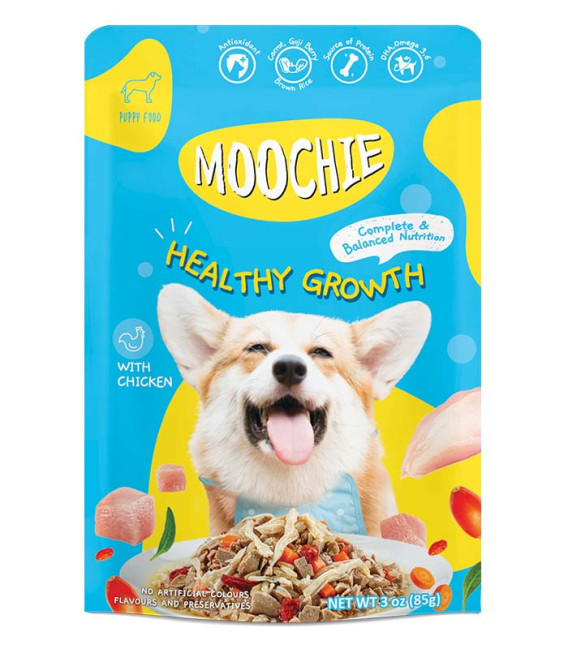 Antioxidant
Carrot, Goji Berry
Brown Rice
Source of Protein
DHA, Omega 3,6
PUPPY FOOD
MOOCHIE
Complete &
Balanced Nutrition
HEALTHY GROWTH
WITH
CHICKEN
NO ARTIFICIAL COLOURS
FLAVOURS AND PRESERVATIVES
NET WT 3 oz (85g)